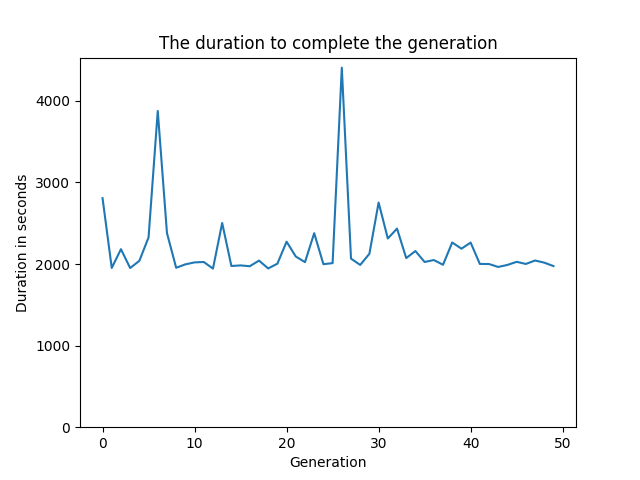 The duration to complete the generation
Duration in seconds
4000
3000
2000
1000
0
0 10 20 30 40 50
Generation